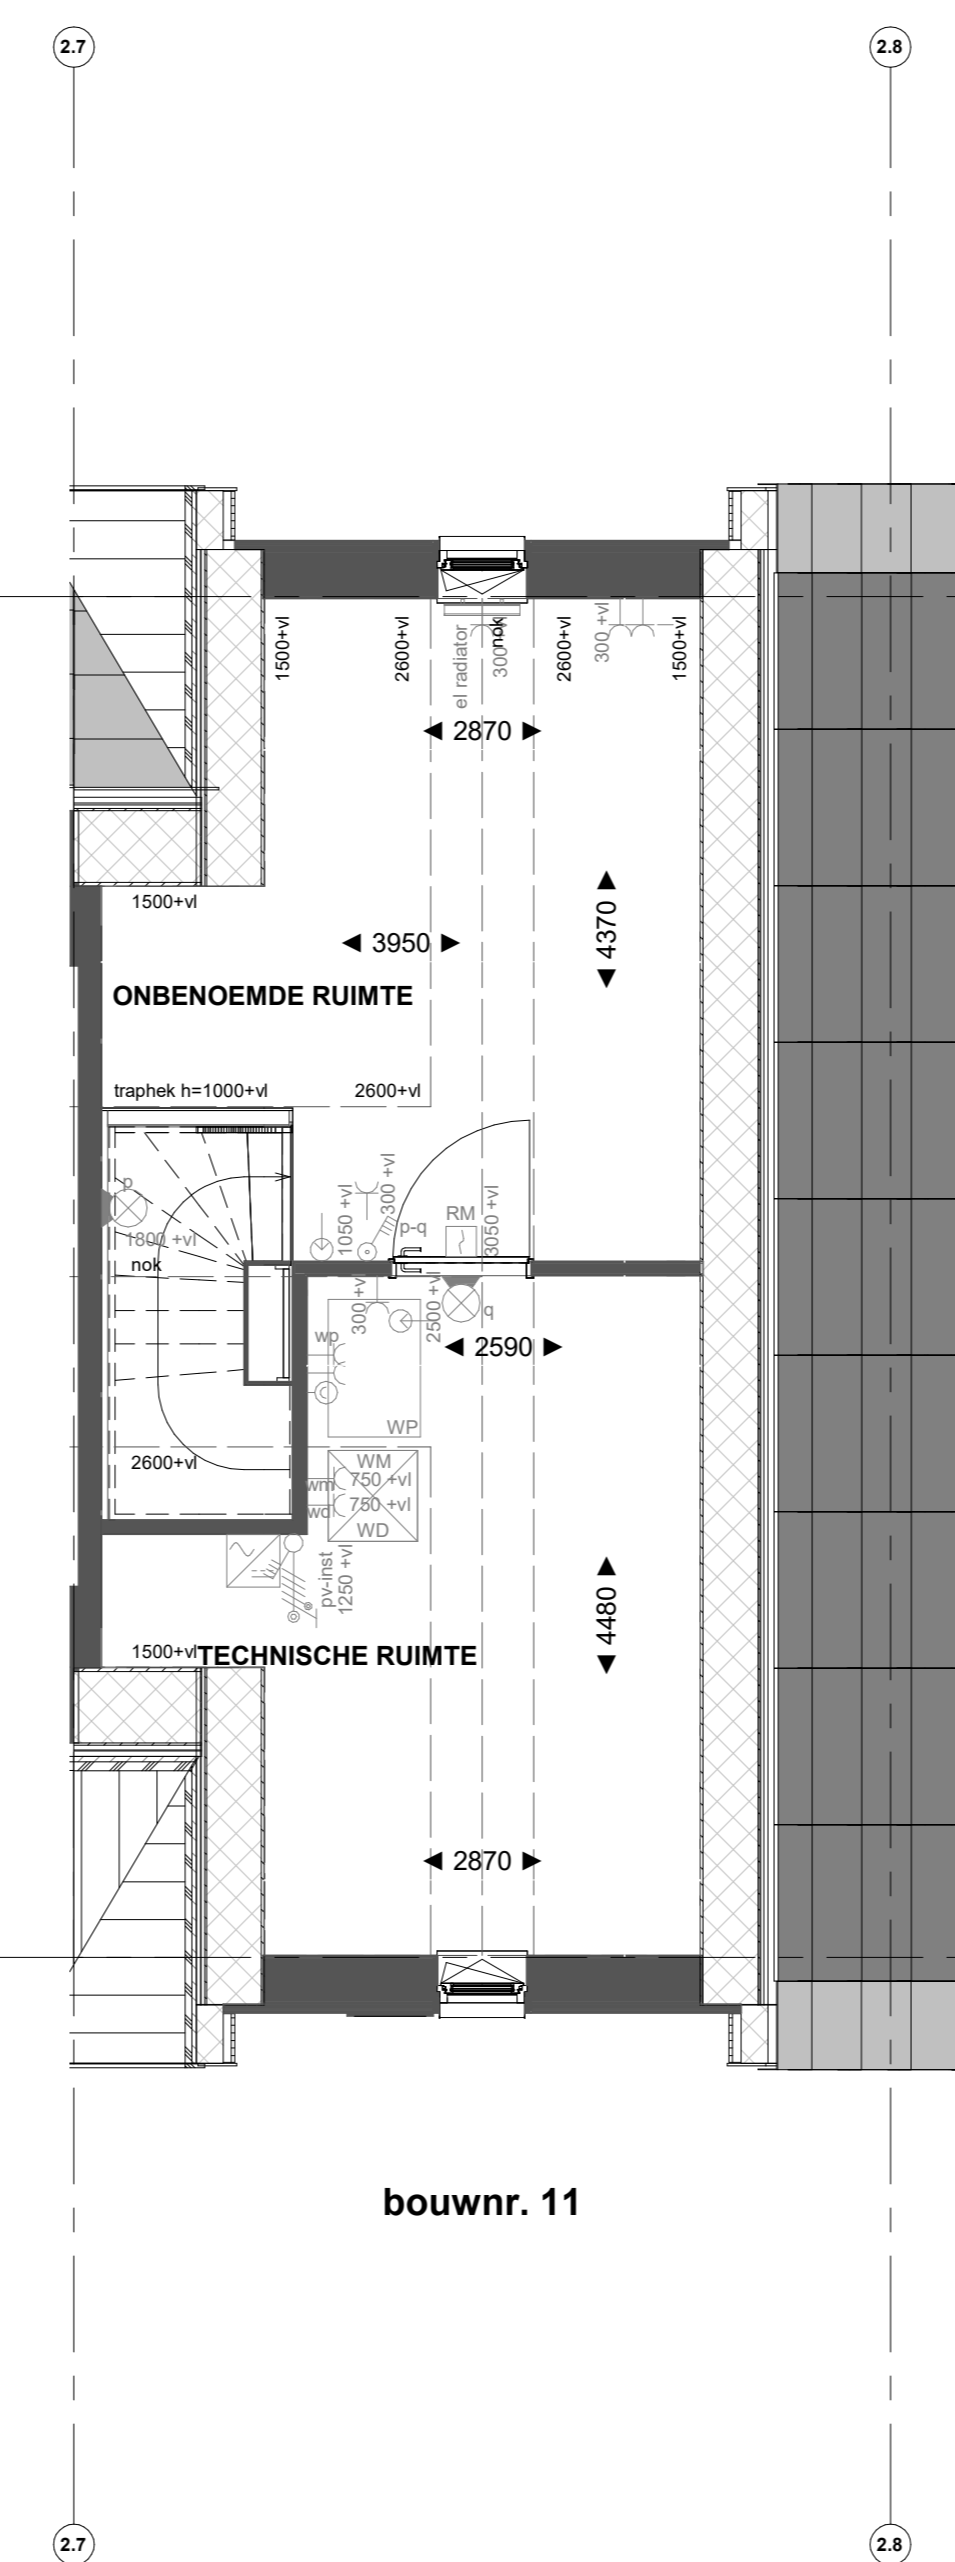 2.7
2.8
1500+vl
2600+vl
el radiator
300+vl
nok
2600+vl
300 +vl
1500+vl
2870
1500+vl
3950
4370
ONBENOEMDE RUIMTE
traphek h=1000+vl
2600+vl
p
1800 +vl
nok
1050 +vl
300 +vl
p-q
RM
3050 +vl
300 +vl
2500 +vl
q
wp
2590
WP
2600+vl
WM
wm
750 +vl
wd
750 +vl
WD
pv-inst
1250 +vl
4480
1500+vl
TECHNISCHE RUIMTE
2870
bouwnr. 11
2.7
2.8